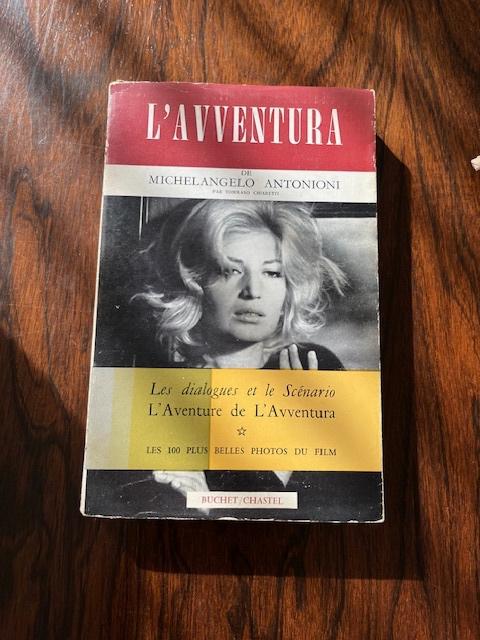 L'AVVENTURA
DE
MICHELANGELO ANTONIONI
PAR TOMMASO CHIARETTI
Les dialogues et le Scénario
L'Aventure de L'Avventura
☆
LES 100 PLUS BELLES PHOTOS DU FILM
BUCHET/CHASTEL